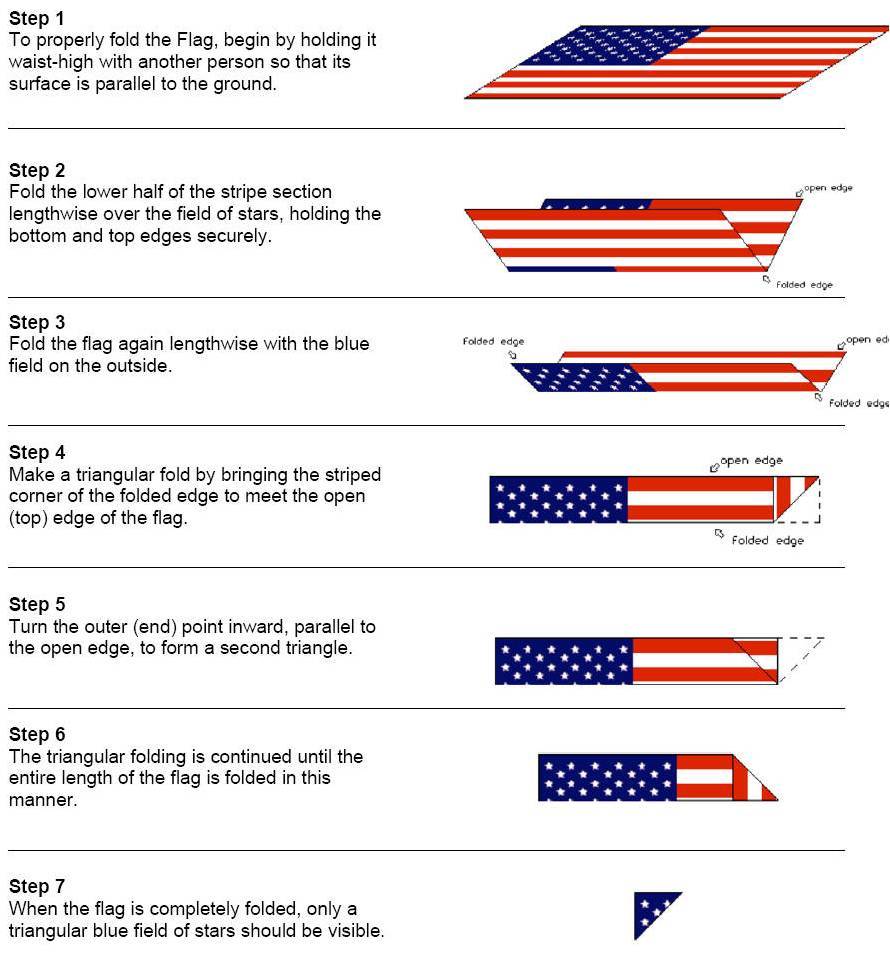 Step 1
To properly fold the Flag, begin by holding it
waist-high with another person so that its
surface is parallel to the ground.
Step 2
Fold the lower half of the stripe section
lengthwise over the field of stars, holding the
bottom and top edges securely.
open edge
Folded edge
Step 3
Fold the flag again lengthwise with the blue
field on the outside.
Folded edge
open ed
Folded edge
Step 4
Make a triangular fold by bringing the striped
corner of the folded edge to meet the open
(top) edge of the flag.
open edge
Folded edge
Step 5
Turn the outer (end) point inward, parallel to
the open edge, to form a second triangle.
Step 6
The triangular folding is continued until the
entire length of the flag is folded in this
manner.
Step 7
When the flag is completely folded, only a
triangular blue field of stars should be visible.